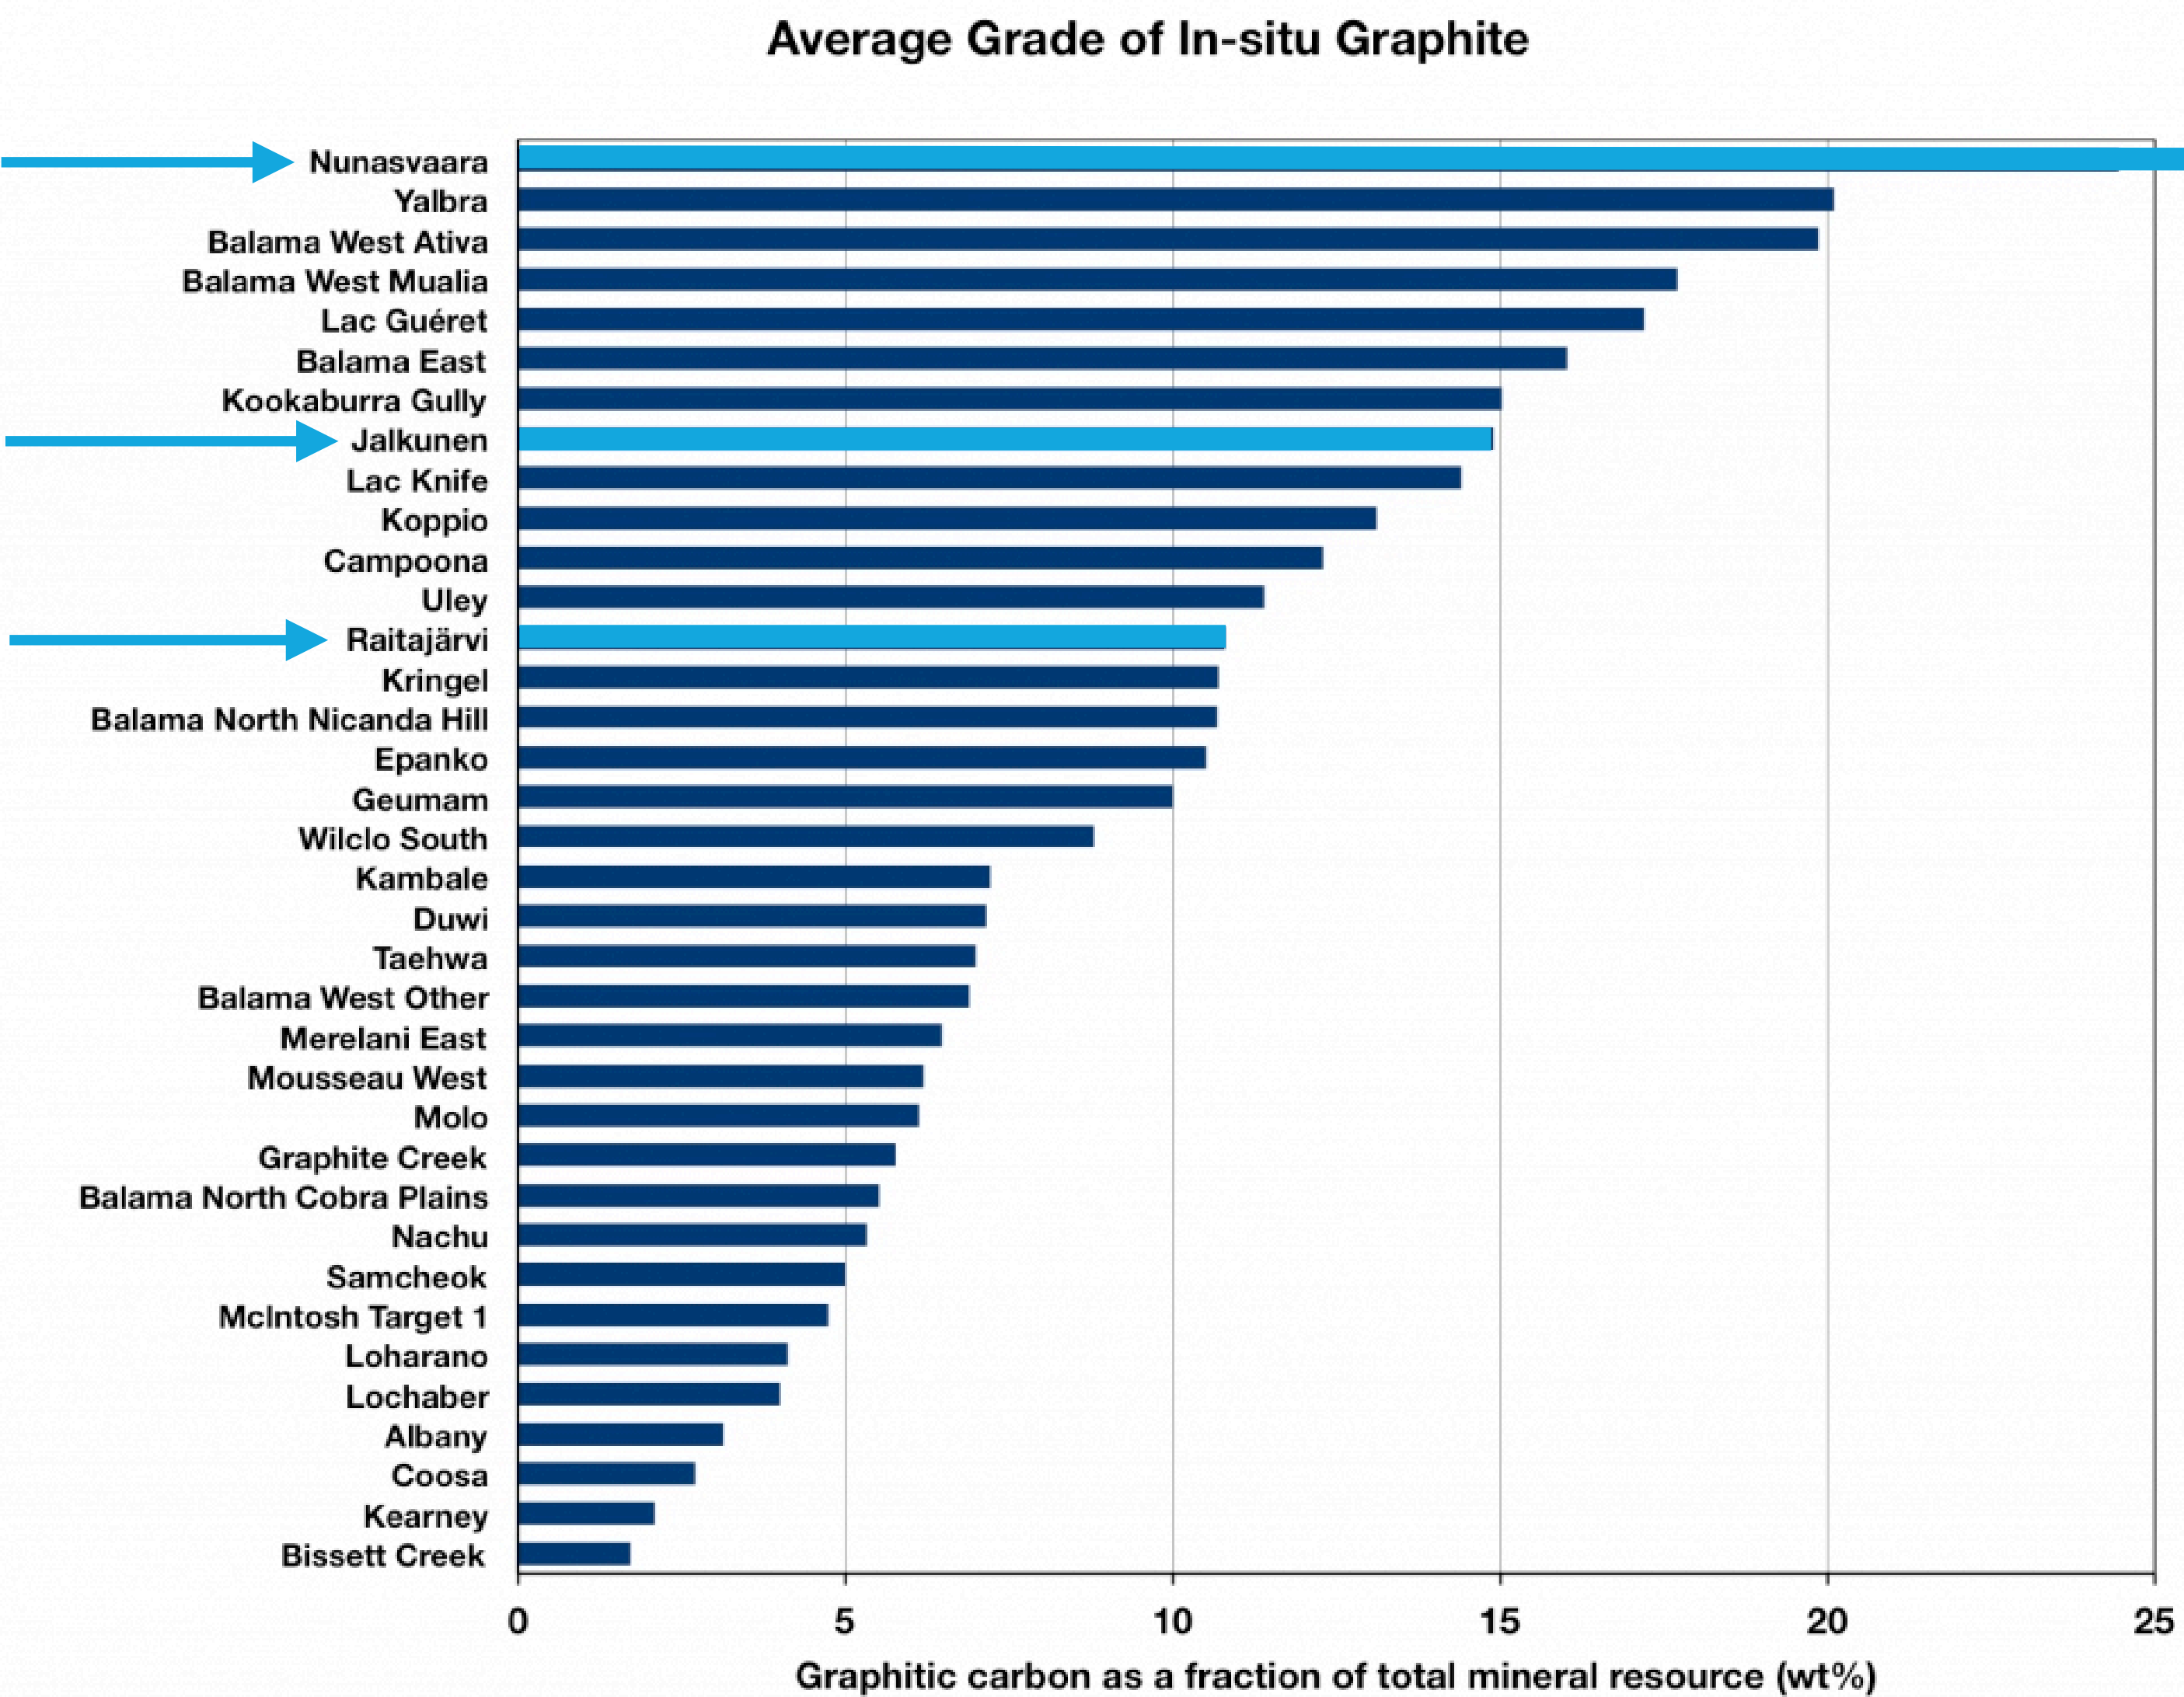 Average Grade of In-situ Graphite
Nunasvaara
Yalbra
Balama West Ativa
Balama West Mualia
Lac Guéret
Balama East
Kookaburra Gully
Jalkunen
Lac Knife
Koppio
Campoona
Uley
Raitajärvi
Kringel
Balama North Nicanda Hill
Epanko
Geumam
Wilclo South
Kambale
Duwi
Taehwa
Balama West Other
Merelani East
Mousseau West
Molo
Graphite Creek
Balama North Cobra Plains
Nachu
Samcheok
McIntosh Target 1
Loharano
Lochaber
Albany
Coosa
Kearney
Bissett Creek
0 5 10 15 20 25
Graphitic carbon as a fraction of total mineral resource (wt%)